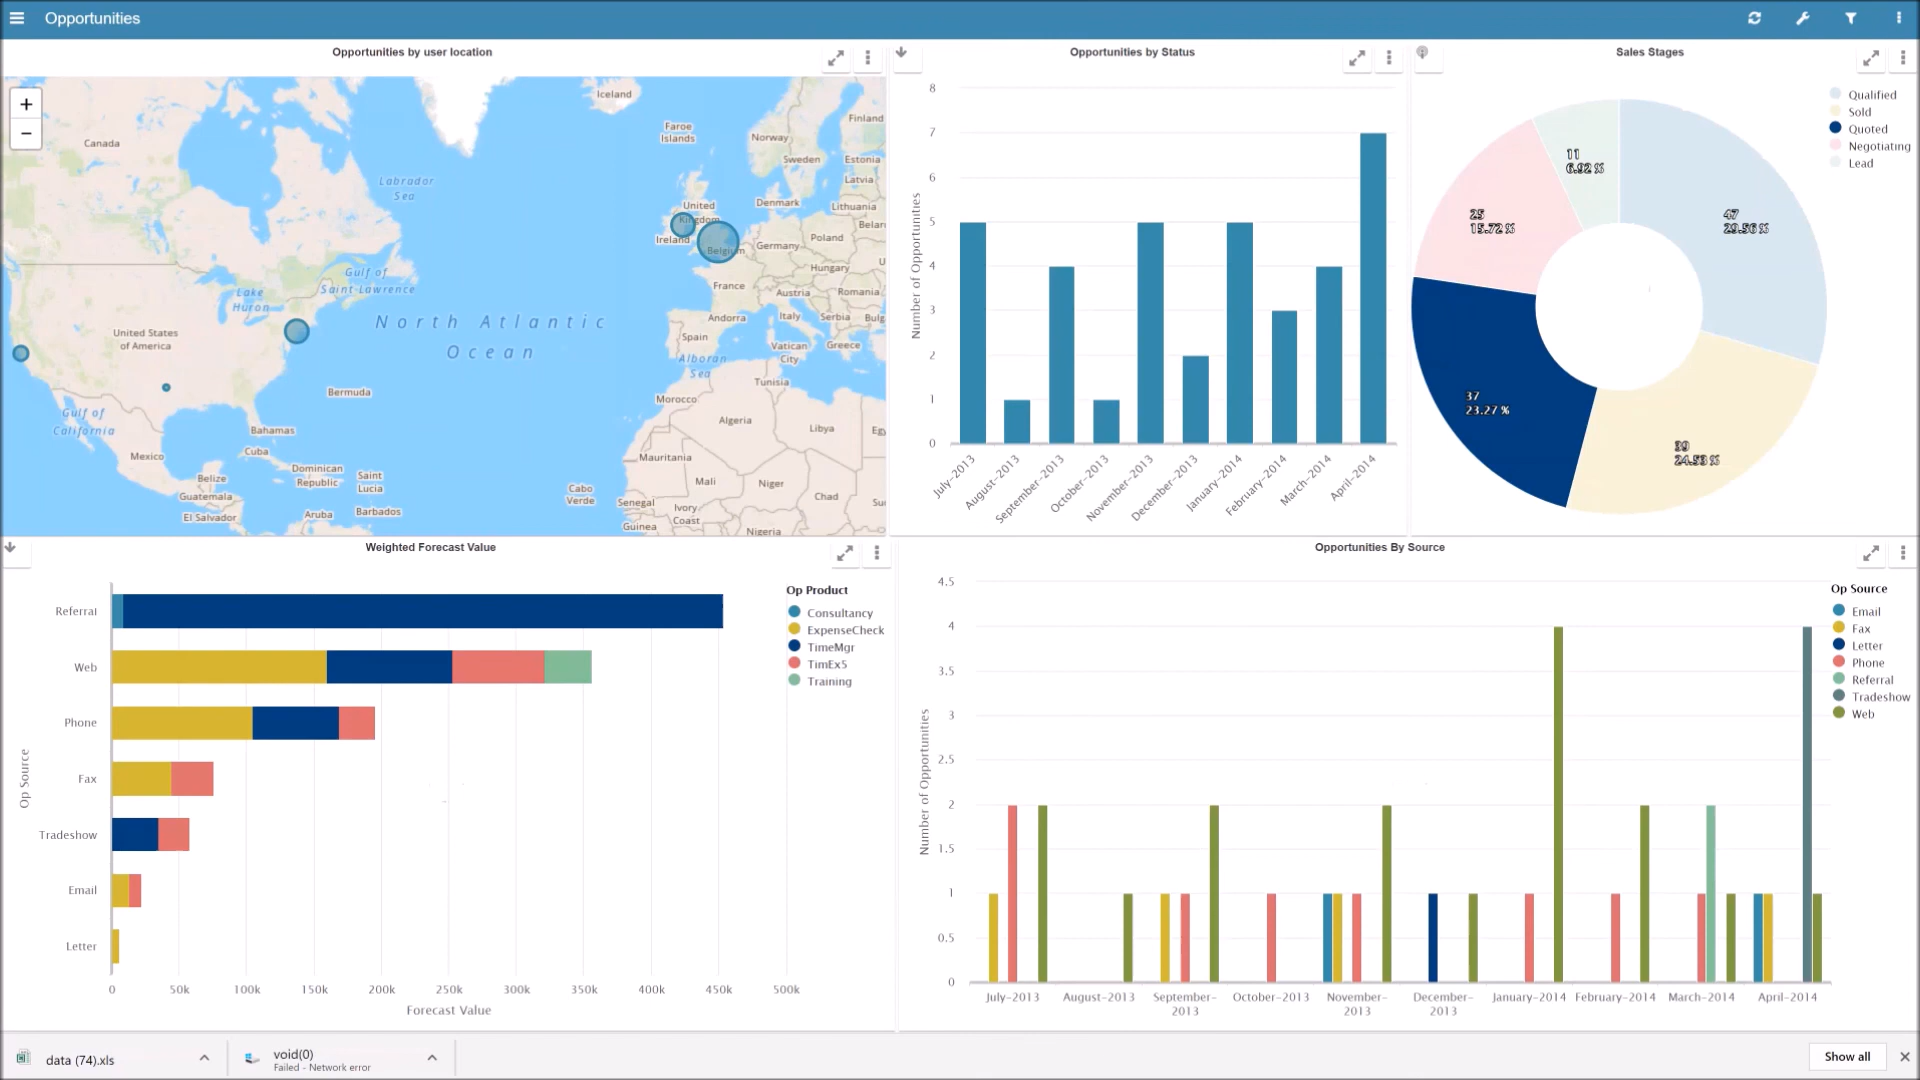 Opportunities
Opportunities by user location
+
−
Iceland
Finland
Faroe
Islands
Norway
Canada
Sweden
Estonia
Labrador
Sea
Latvia
United
Kingdom
Denmark
Lithuania
Belar
Ireland
Belgium
Germany
Poland
Gulf of
Saint-Lawrence
Hungary
U
Lake
Huron
France
Austria
Romania
Andorra
Italy
Serbia
Bulg
North Atlantic
Ocean
United States
of America
Spain
Vatican
City
Greece
Alboran
Sea
Tunisia
Bermuda
Morocco
Gulf of
California
Algeria
Libya
Egy
Bahamas
Cuba
Mexico
Mauritania
Dominican
Republic
Saint
Lucia
Belize
Guatemala
El Salvador
Mali
Niger
Chad
Su
Cabo
Verde
Senegal
Aruba
Barbados
Guinea
Ivory
Coast
Nigeria
Opportunities by Status
Number of Opportunities
8
7
6
5
4
3
2
1
0
July-2013
August-2013
September-2013
October-2013
November-2013
December-2013
January-2014
February-2014
March-2014
April-2014
Sales Stages
Qualified
Sold
Quoted
Negotiating
Lead
11
6.92 %
47
29.56 %
25
15.72 %
37
23.27 %
39
24.53 %
Weighted Forecast Value
Op Source
Referral
Web
Phone
Fax
Tradeshow
Email
Letter
0 50k 100k 150k 200k 250k 300k 350k 400k 450k 500k
Forecast Value
Op Product
Consultancy
ExpenseCheck
TimeMgr
TimEx5
Training
Opportunities By Source
Number of Opportunities
4.5
4
3.5
3
2.5
2
1.5
1
0.5
0
July-2013 August-2013 September-2013 October-2013 November-2013 December-2013 January-2014 February-2014 March-2014 April-2014
Op Source
Email
Fax
Letter
Phone
Referral
Tradeshow
Web
data (74).xls
void(0)
Failed - Network error
Show all